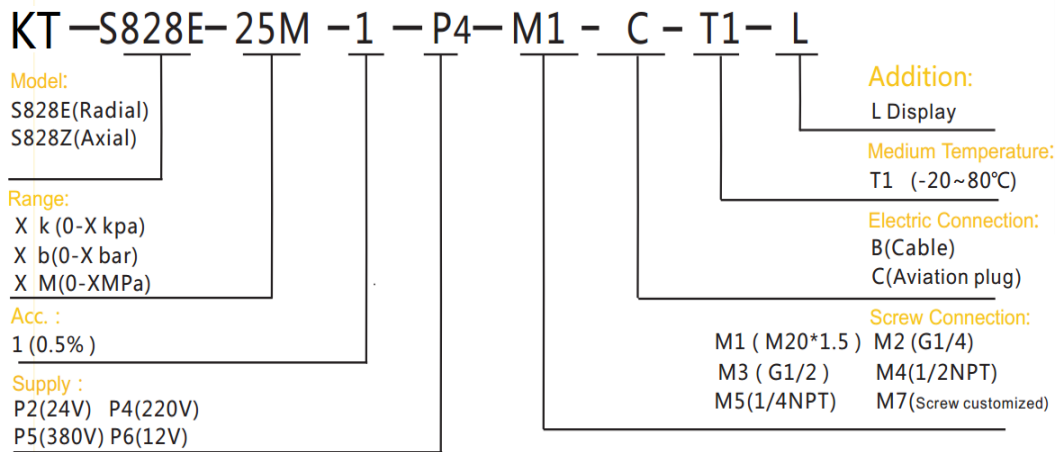 KT-S828E-25M-1-P4-M1-C-T1-L
Model:
S828E(Radial)
S828Z(Axial)
Range:
X k (0-X kpa)
X b(0-X bar)
X M(0-XMPa)
Acc. :
1 (0.5% )
Supply :
P2(24V) P4(220V)
P5(380V) P6(12V)
Addition:
L Display
Medium Temperature:
T1 (-20~80℃)
Electric Connection:
B(Cable)
C(Aviation plug)
Screw Connection:
M1 ( M20*1.5 ) M2 (G1/4)
M3 ( G1/2 ) M4(1/2NPT)
M5(1/4NPT) M7(Screw customized)